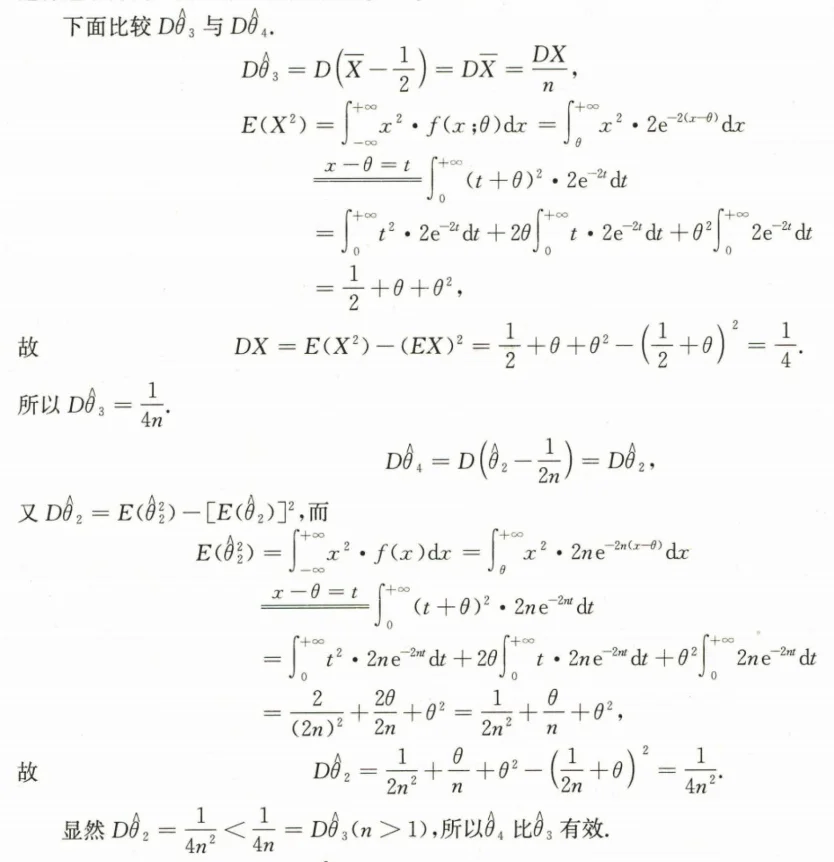 下面比较 Dθ̂₃ 与 Dθ̂₄.
Dθ̂₃ = D(X̄ − 1/2) = DX̄ = DX/n,
E(X²) = ∫_{−∞}^{+∞} x² · f(x;θ)dx = ∫_θ^{+∞} x² · 2e^{−2(x−θ)}dx
x−θ=t ∫_0^{+∞} (t+θ)² · 2e^{−2t}dt
= ∫_0^{+∞} t² · 2e^{−2t}dt + 2θ∫_0^{+∞} t · 2e^{−2t}dt + θ²∫_0^{+∞} 2e^{−2t}dt
= 1/2 + θ + θ²,
故 DX = E(X²) − (EX)² = 1/2 + θ + θ² − (1/2 + θ)² = 1/4.
所以 Dθ̂₃ = 1/4n.
Dθ̂₄ = D(θ̂₂ − 1/2n) = Dθ̂₂,
又 Dθ̂₂ = E(θ̂₂²) − [E(θ̂₂)]²,而
E(θ̂₂²) = ∫_{−∞}^{+∞} x² · f(x)dx = ∫_θ^{+∞} x² · 2ne^{−2n(x−θ)}dx
x−θ=t ∫_0^{+∞} (t+θ)² · 2ne^{−2nt}dt
= ∫_0^{+∞} t² · 2ne^{−2nt}dt + 2θ∫_0^{+∞} t · 2ne^{−2nt}dt + θ²∫_0^{+∞} 2ne^{−2nt}dt
= 2/(2n)² + 2θ/2n + θ² = 1/2n² + θ/n + θ²,
故 Dθ̂₂ = 1/2n² + θ/n + θ² − (1/2n + θ)² = 1/4n².
显然 Dθ̂₂ = 1/4n² < 1/4n = Dθ̂₃(n > 1),所以θ̂₄ 比θ̂₃ 有效.